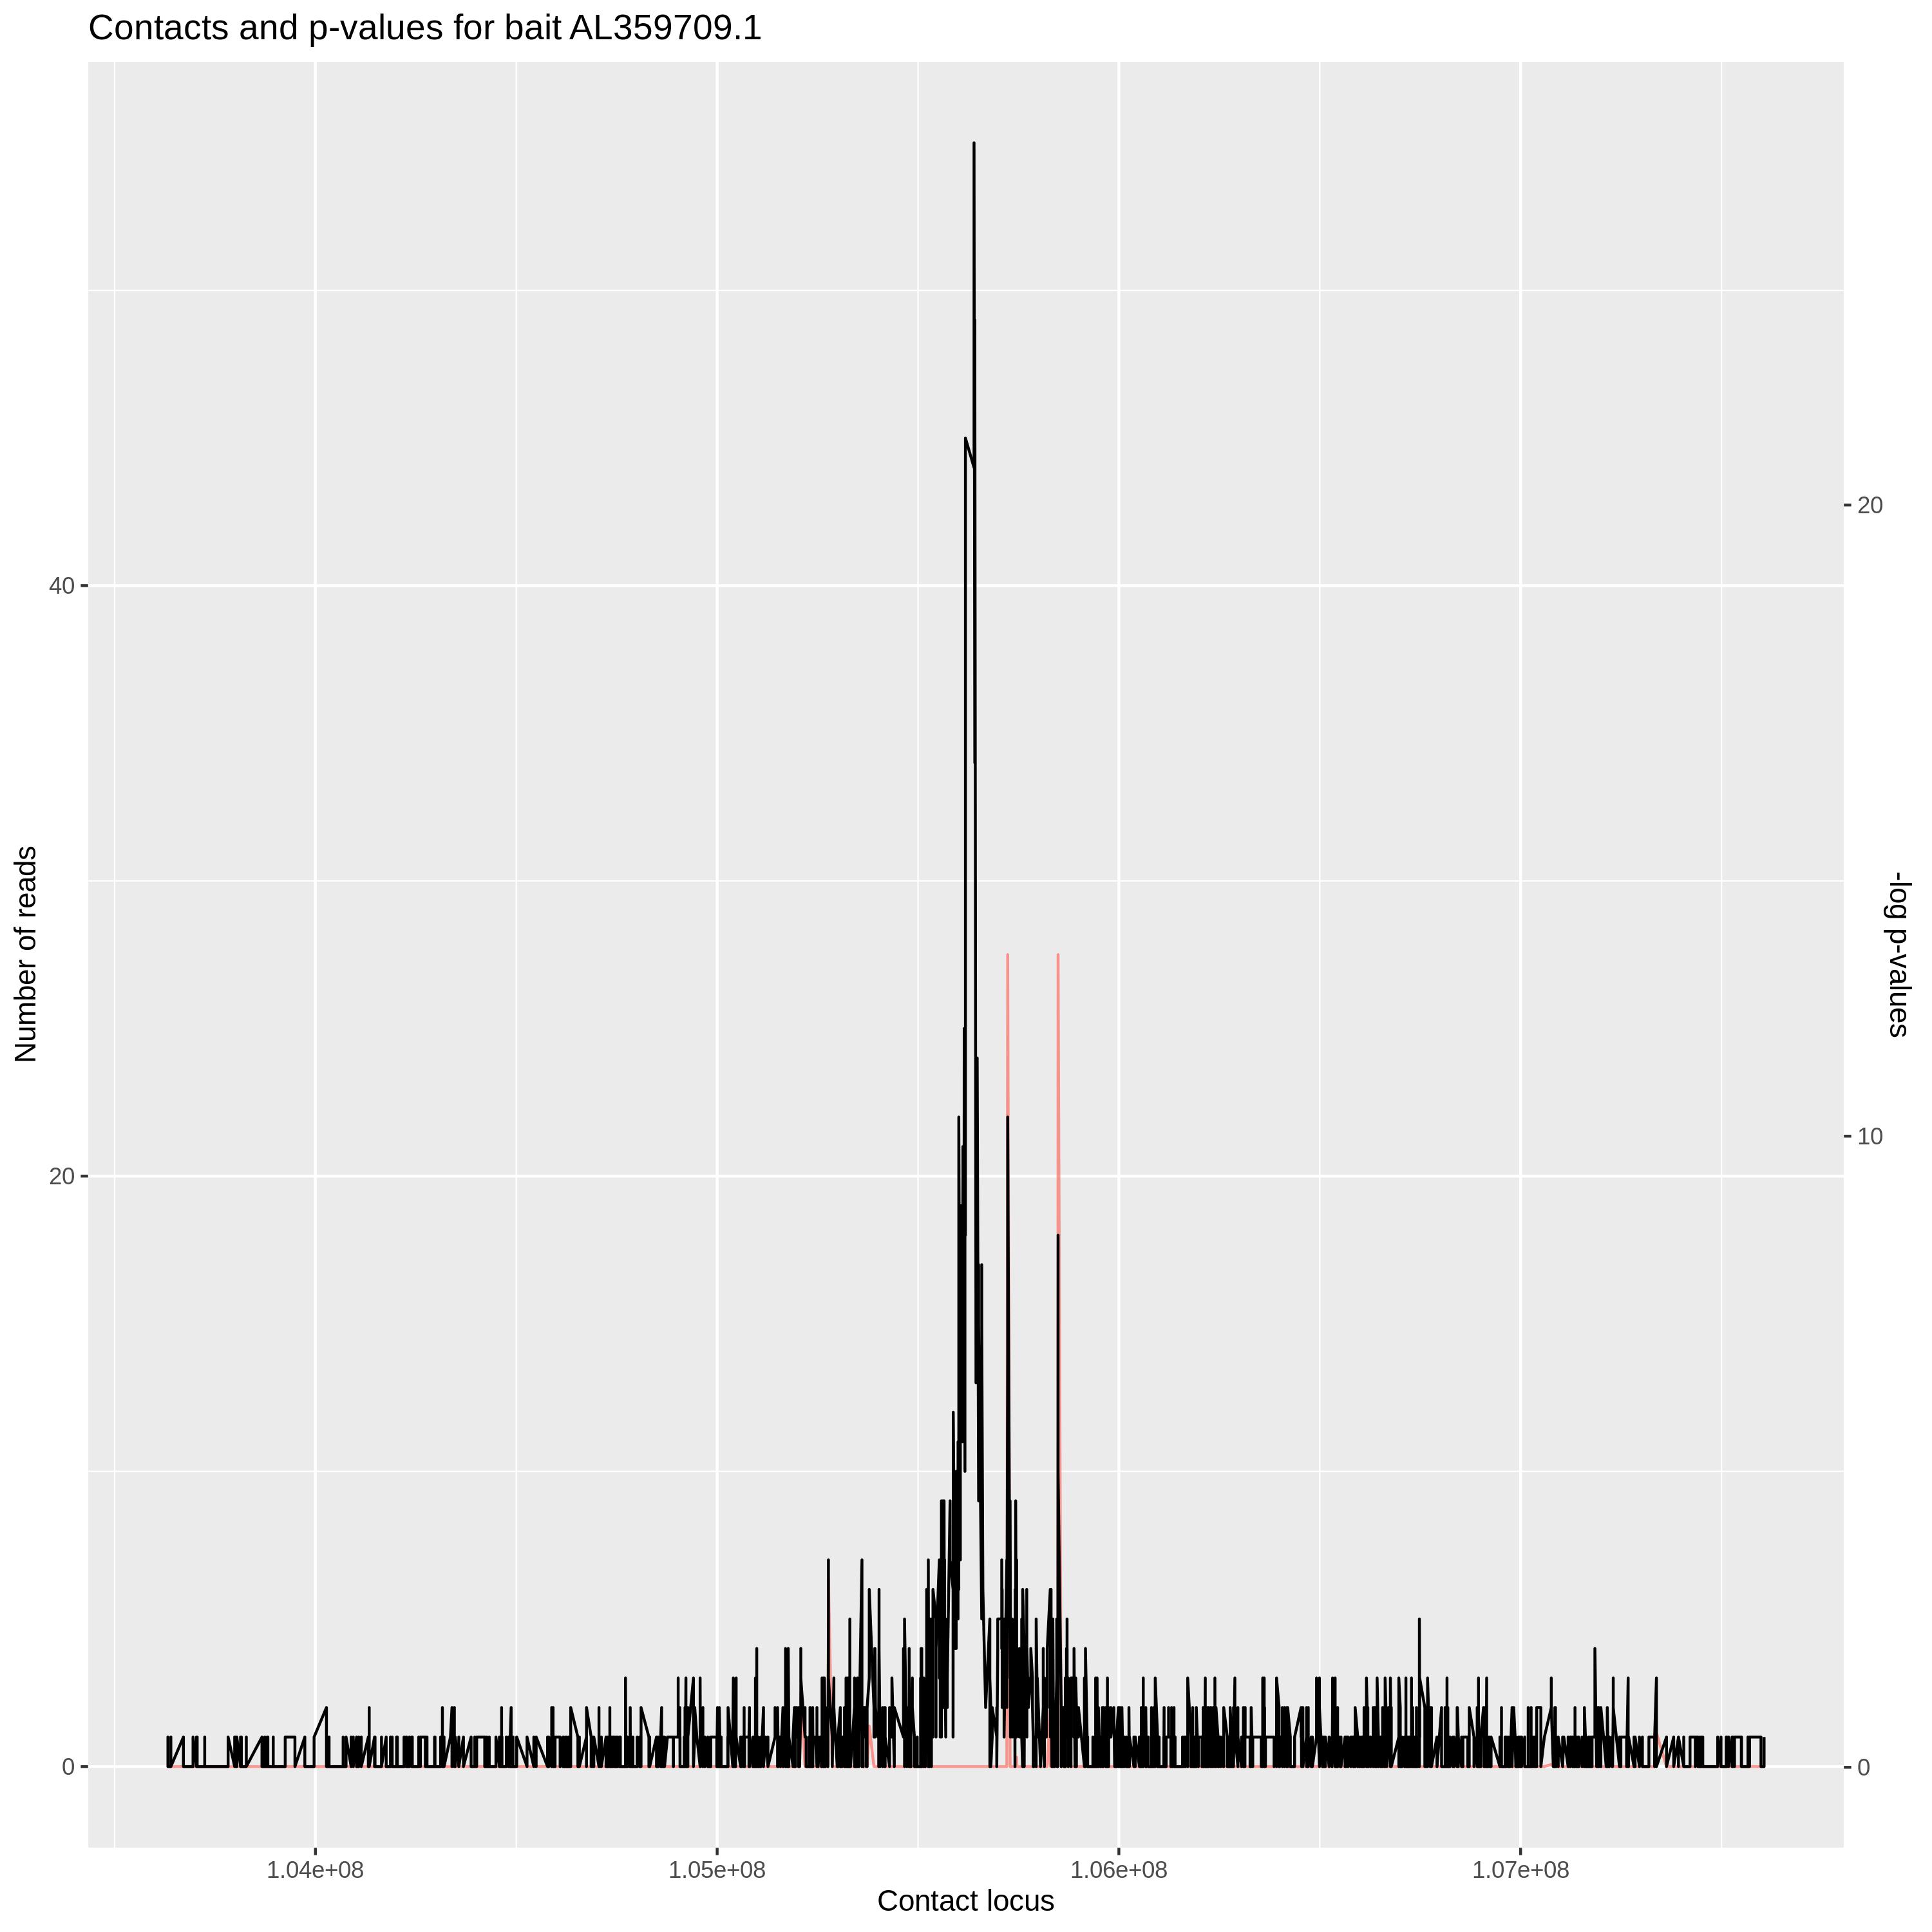 Contacts and p-values for bait AL359709.1
Number of reads
40
20
0
20
10
0
-log p-values
1.04e+08 1.05e+08 1.06e+08 1.07e+08
Contact locus